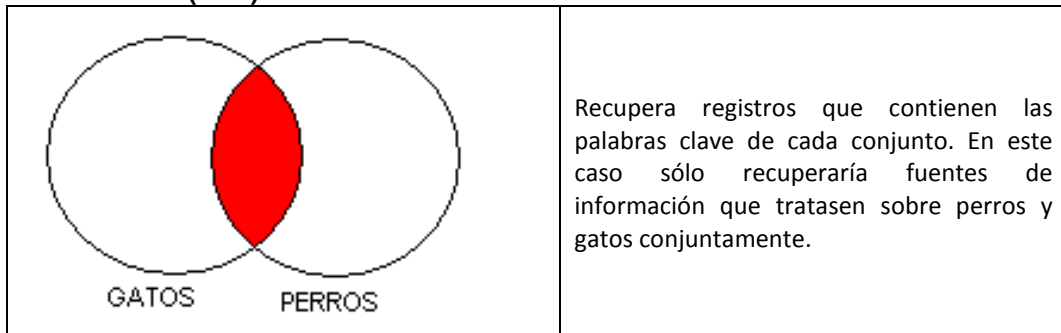 GATOS
PERROS
Recupera registros que contienen las
palabras clave de cada conjunto. En este
caso sólo recuperaría fuentes de
información que tratasen sobre perros y
gatos conjuntamente.